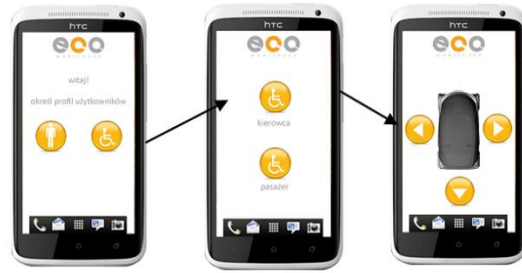 hTC
eco
witaj!
określ profil użytkowników
hTC
eco
kierowca
pasażer
hTC
eco